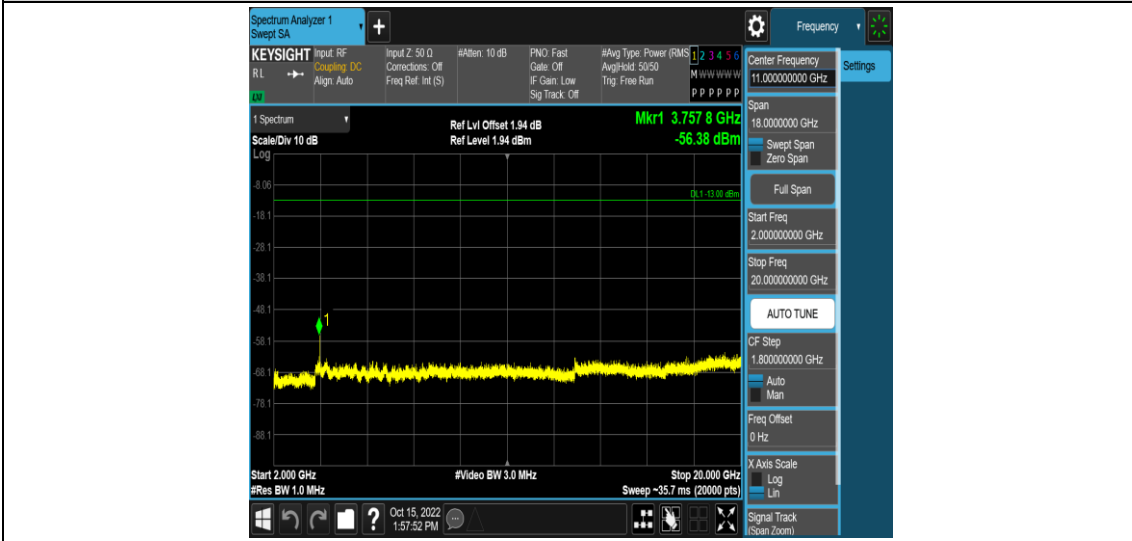 Spectrum Analyzer 1
Swept SA
+
Frequency
KEYSIGHT
RL
Input: RF
Coupling: DC
Align: Auto
Input Z: 50 Ω
Corrections: Off
Freq Ref: Int (S)
#Atten: 10 dB
PNO: Fast
Gate: Off
IF Gain: Low
Sig Track: Off
#Avg Type: Power (RMS
Avg|Hold: 50/50
Trig: Free Run
1 2 3 4 5 6
M W W W W W
P P P P P P
1 Spectrum
Scale/Div 10 dB
Log
Ref Lvl Offset 1.94 dB
Ref Level 1.94 dBm
Mkr1 3.757 8 GHz
-56.38 dBm
-8.06
DL1 -13.00 dBm
-18.1
-28.1
-38.1
-48.1
1
-58.1
-68.1
-78.1
-88.1
Start 2.000 GHz
#Res BW 1.0 MHz
#Video BW 3.0 MHz
Stop 20.000 GHz
Sweep ~35.7 ms (20000 pts)
Oct 15, 2022
1:57:52 PM
?
Center Frequency
11.000000000 GHz
Settings
Span
18.0000000 GHz
Swept Span
Zero Span
Full Span
Start Freq
2.000000000 GHz
Stop Freq
20.000000000 GHz
AUTO TUNE
CF Step
1.800000000 GHz
Auto
Man
Freq Offset
0 Hz
X Axis Scale
Log
Lin
Signal Track
(Span Zoom)